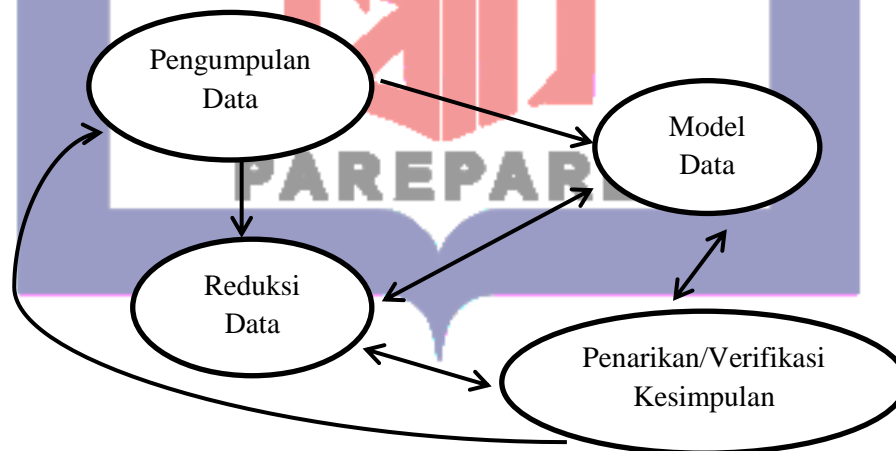 Pengumpulan
Data
Model
Data
PAREPARE
Reduksi
Data
Penarikan/Verifikasi
Kesimpulan